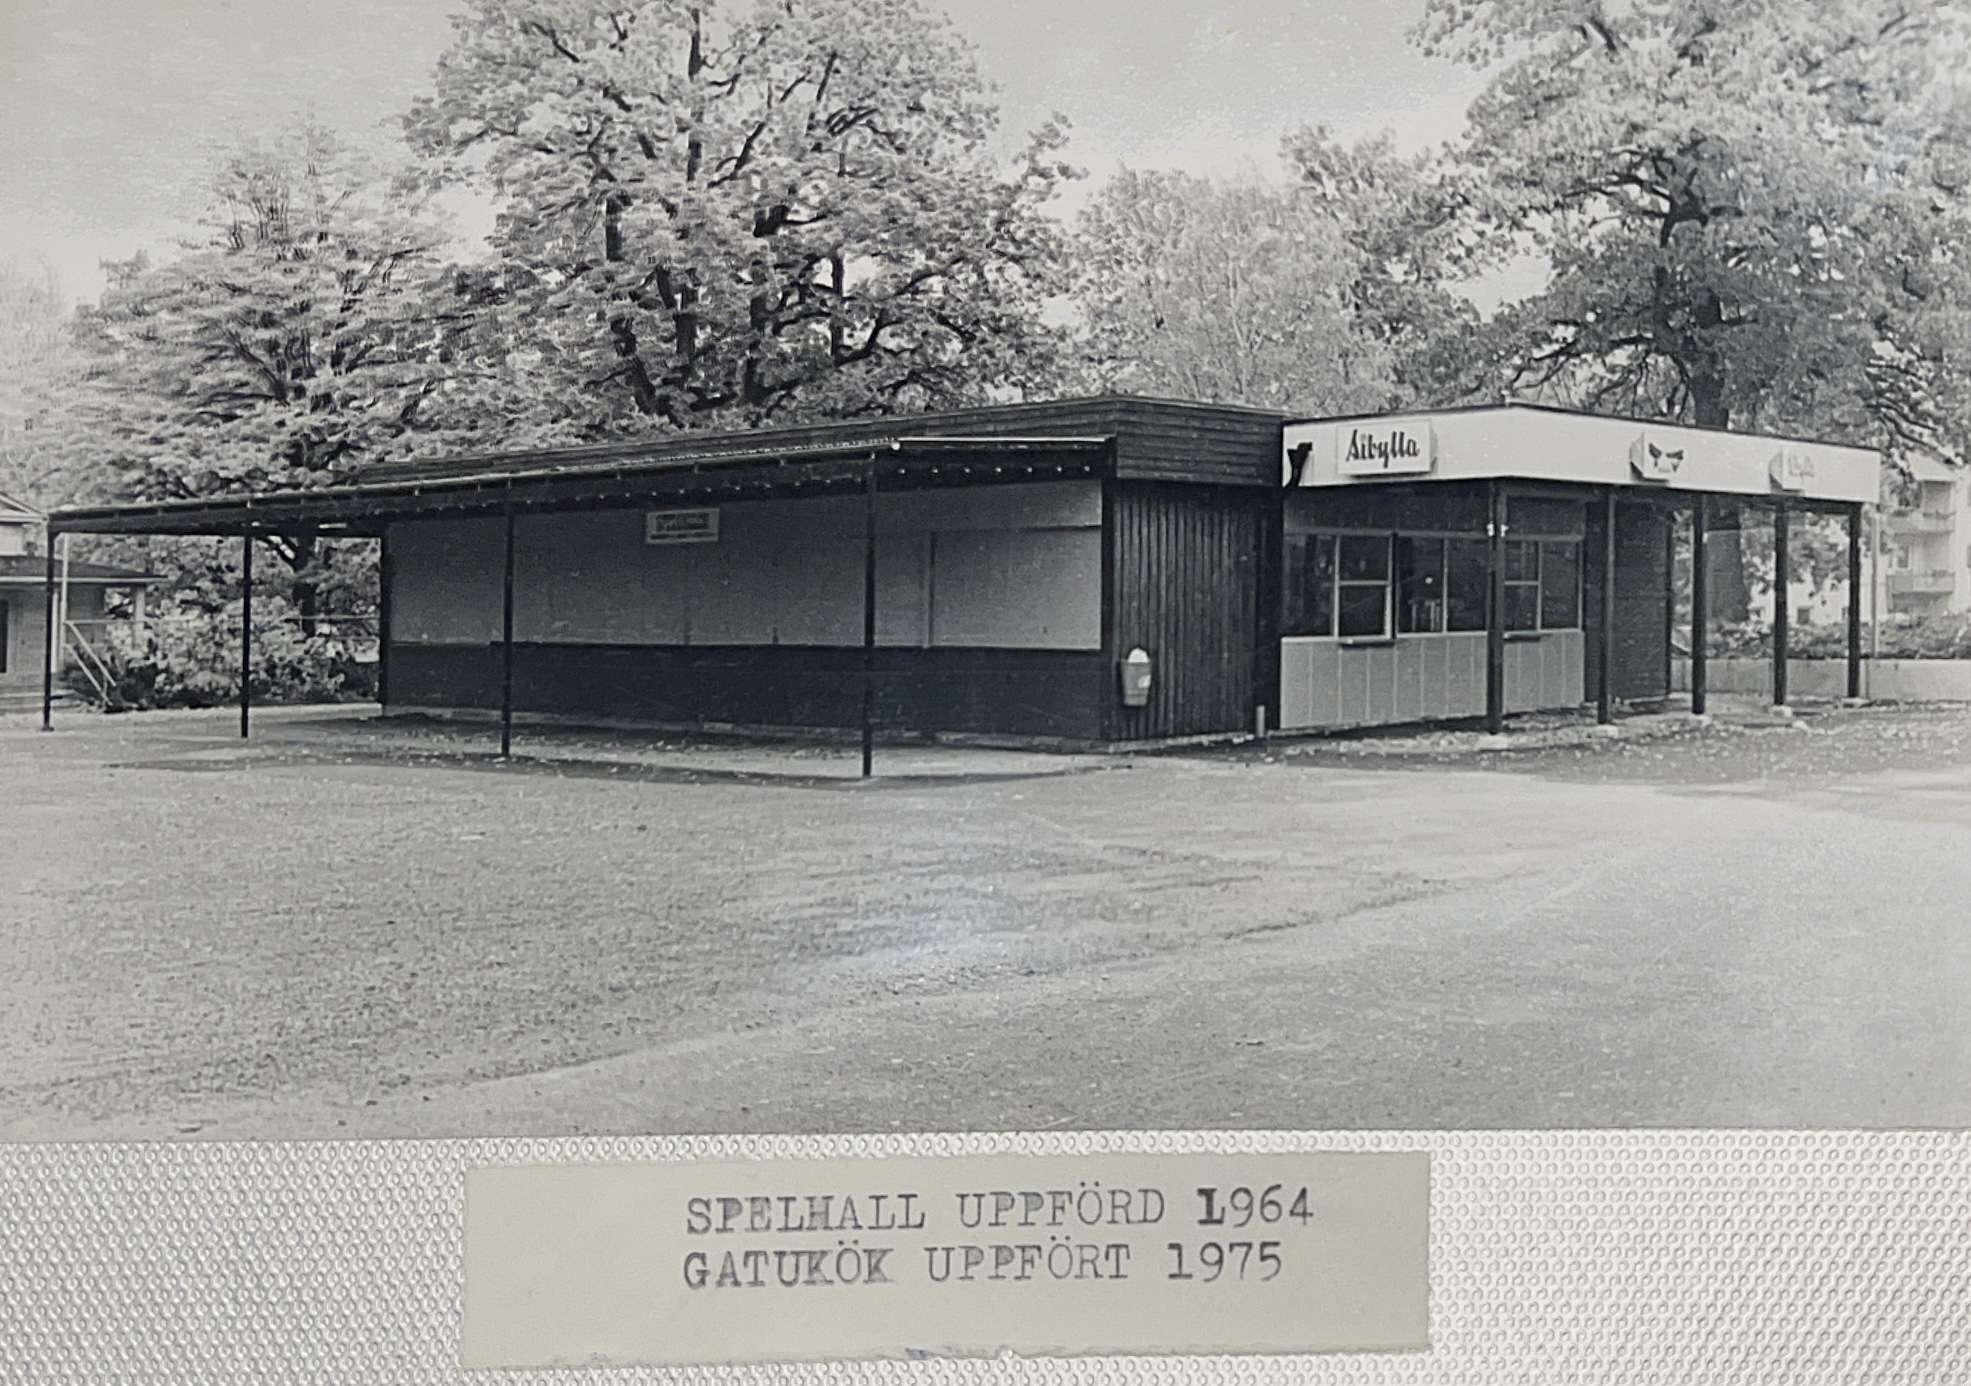 Sibylla
SPELHALL UPPFÖRD 1964
GATUKÖK UPPFÖRT 1975